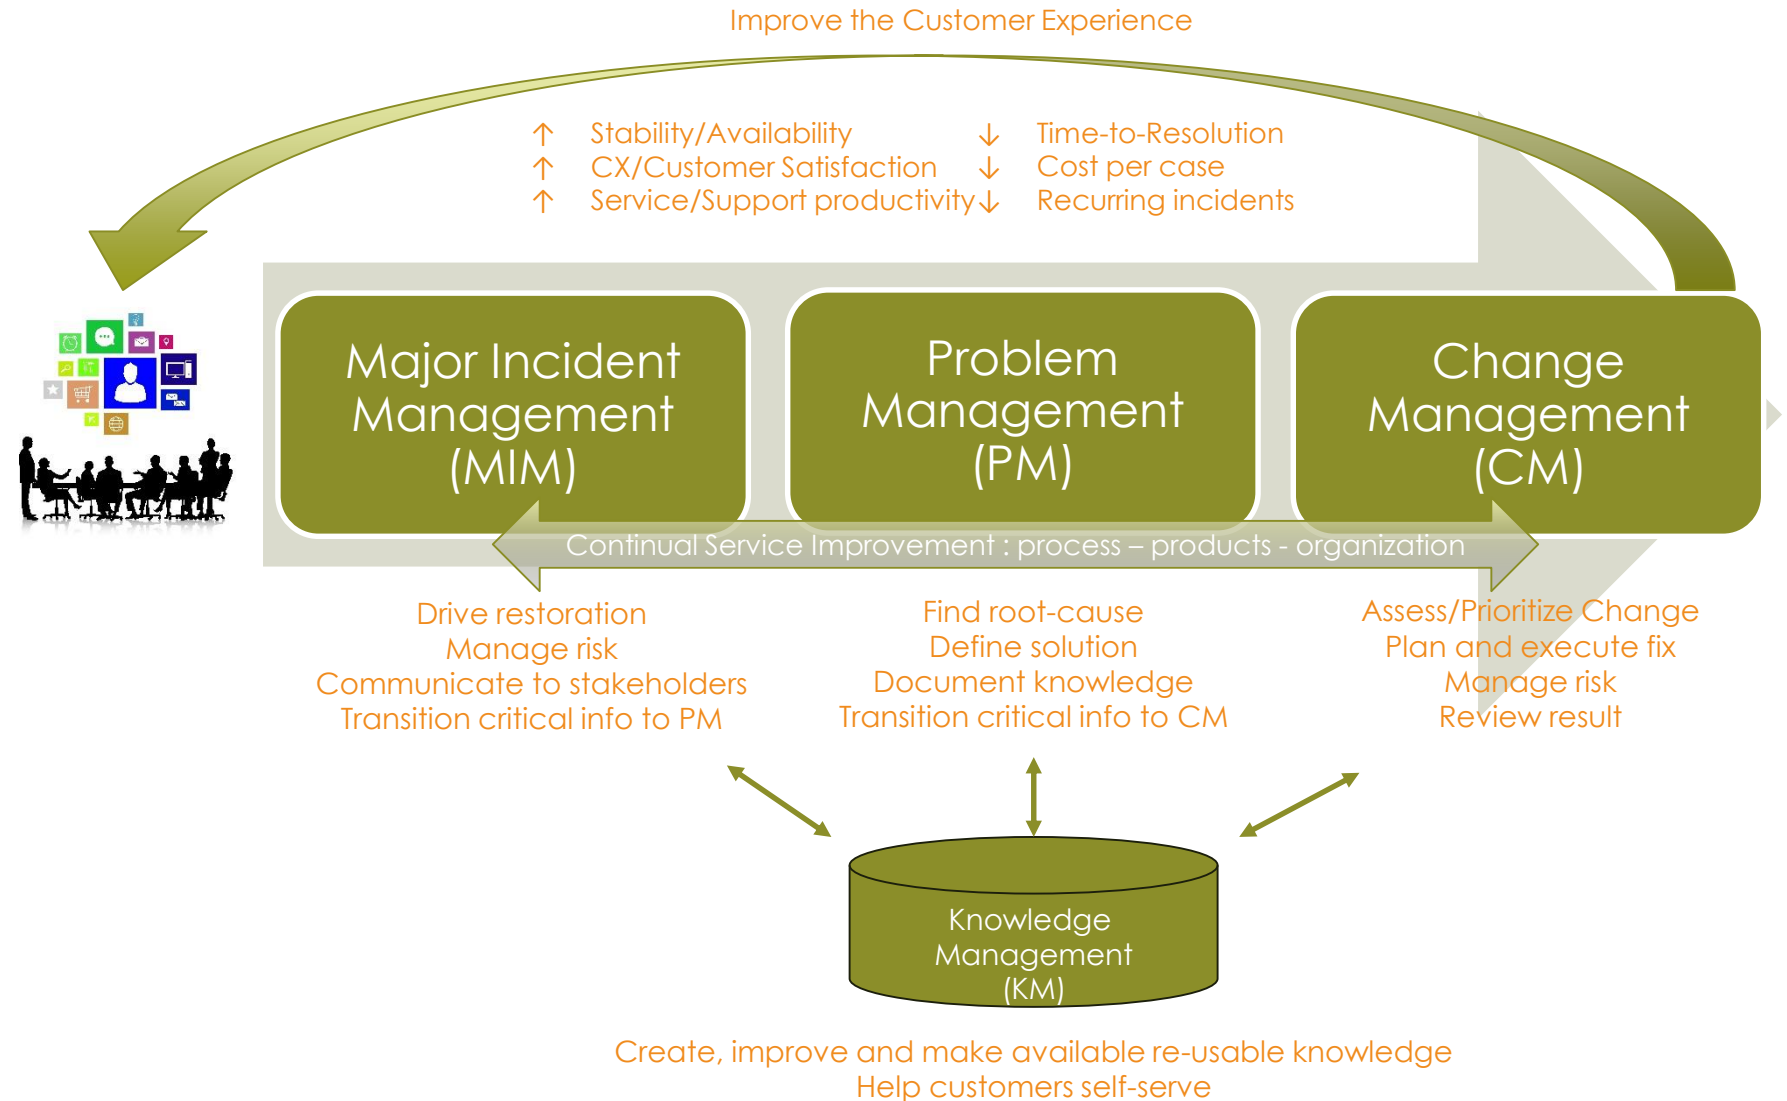 Improve the Customer Experience
↑ Stability/Availability ↓ Time-to-Resolution
↑ CX/Customer Satisfaction ↓ Cost per case
↑ Service/Support productivity ↓ Recurring incidents
Major Incident
Management
(MIM)
Problem
Management
(PM)
Change
Management
(CM)
Continual Service Improvement : process – products - organization
Drive restoration
Manage risk
Communicate to stakeholders
Transition critical info to PM
Find root-cause
Define solution
Document knowledge
Transition critical info to CM
Assess/Prioritize Change
Plan and execute fix
Manage risk
Review result
Knowledge
Management
(KM)
Create, improve and make available re-usable knowledge
Help customers self-serve